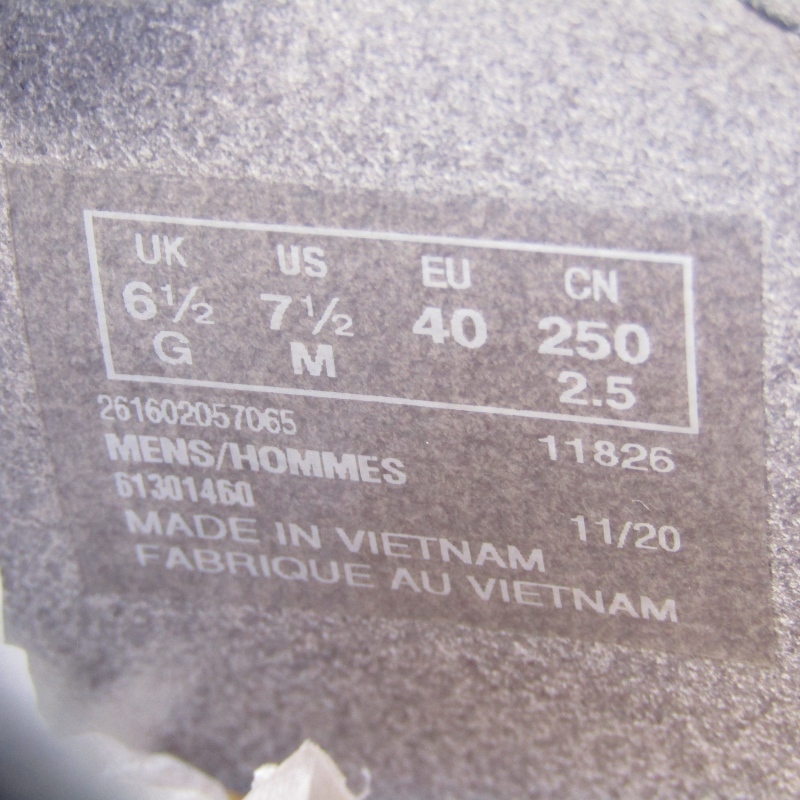 UK US EU CN
6½ 7½ 40 250
G M 2.5
261602057065
11826
MENS/HOMMES
61301460
11/20
MADE IN VIETNAM
FABRIQUE AU VIETNAM